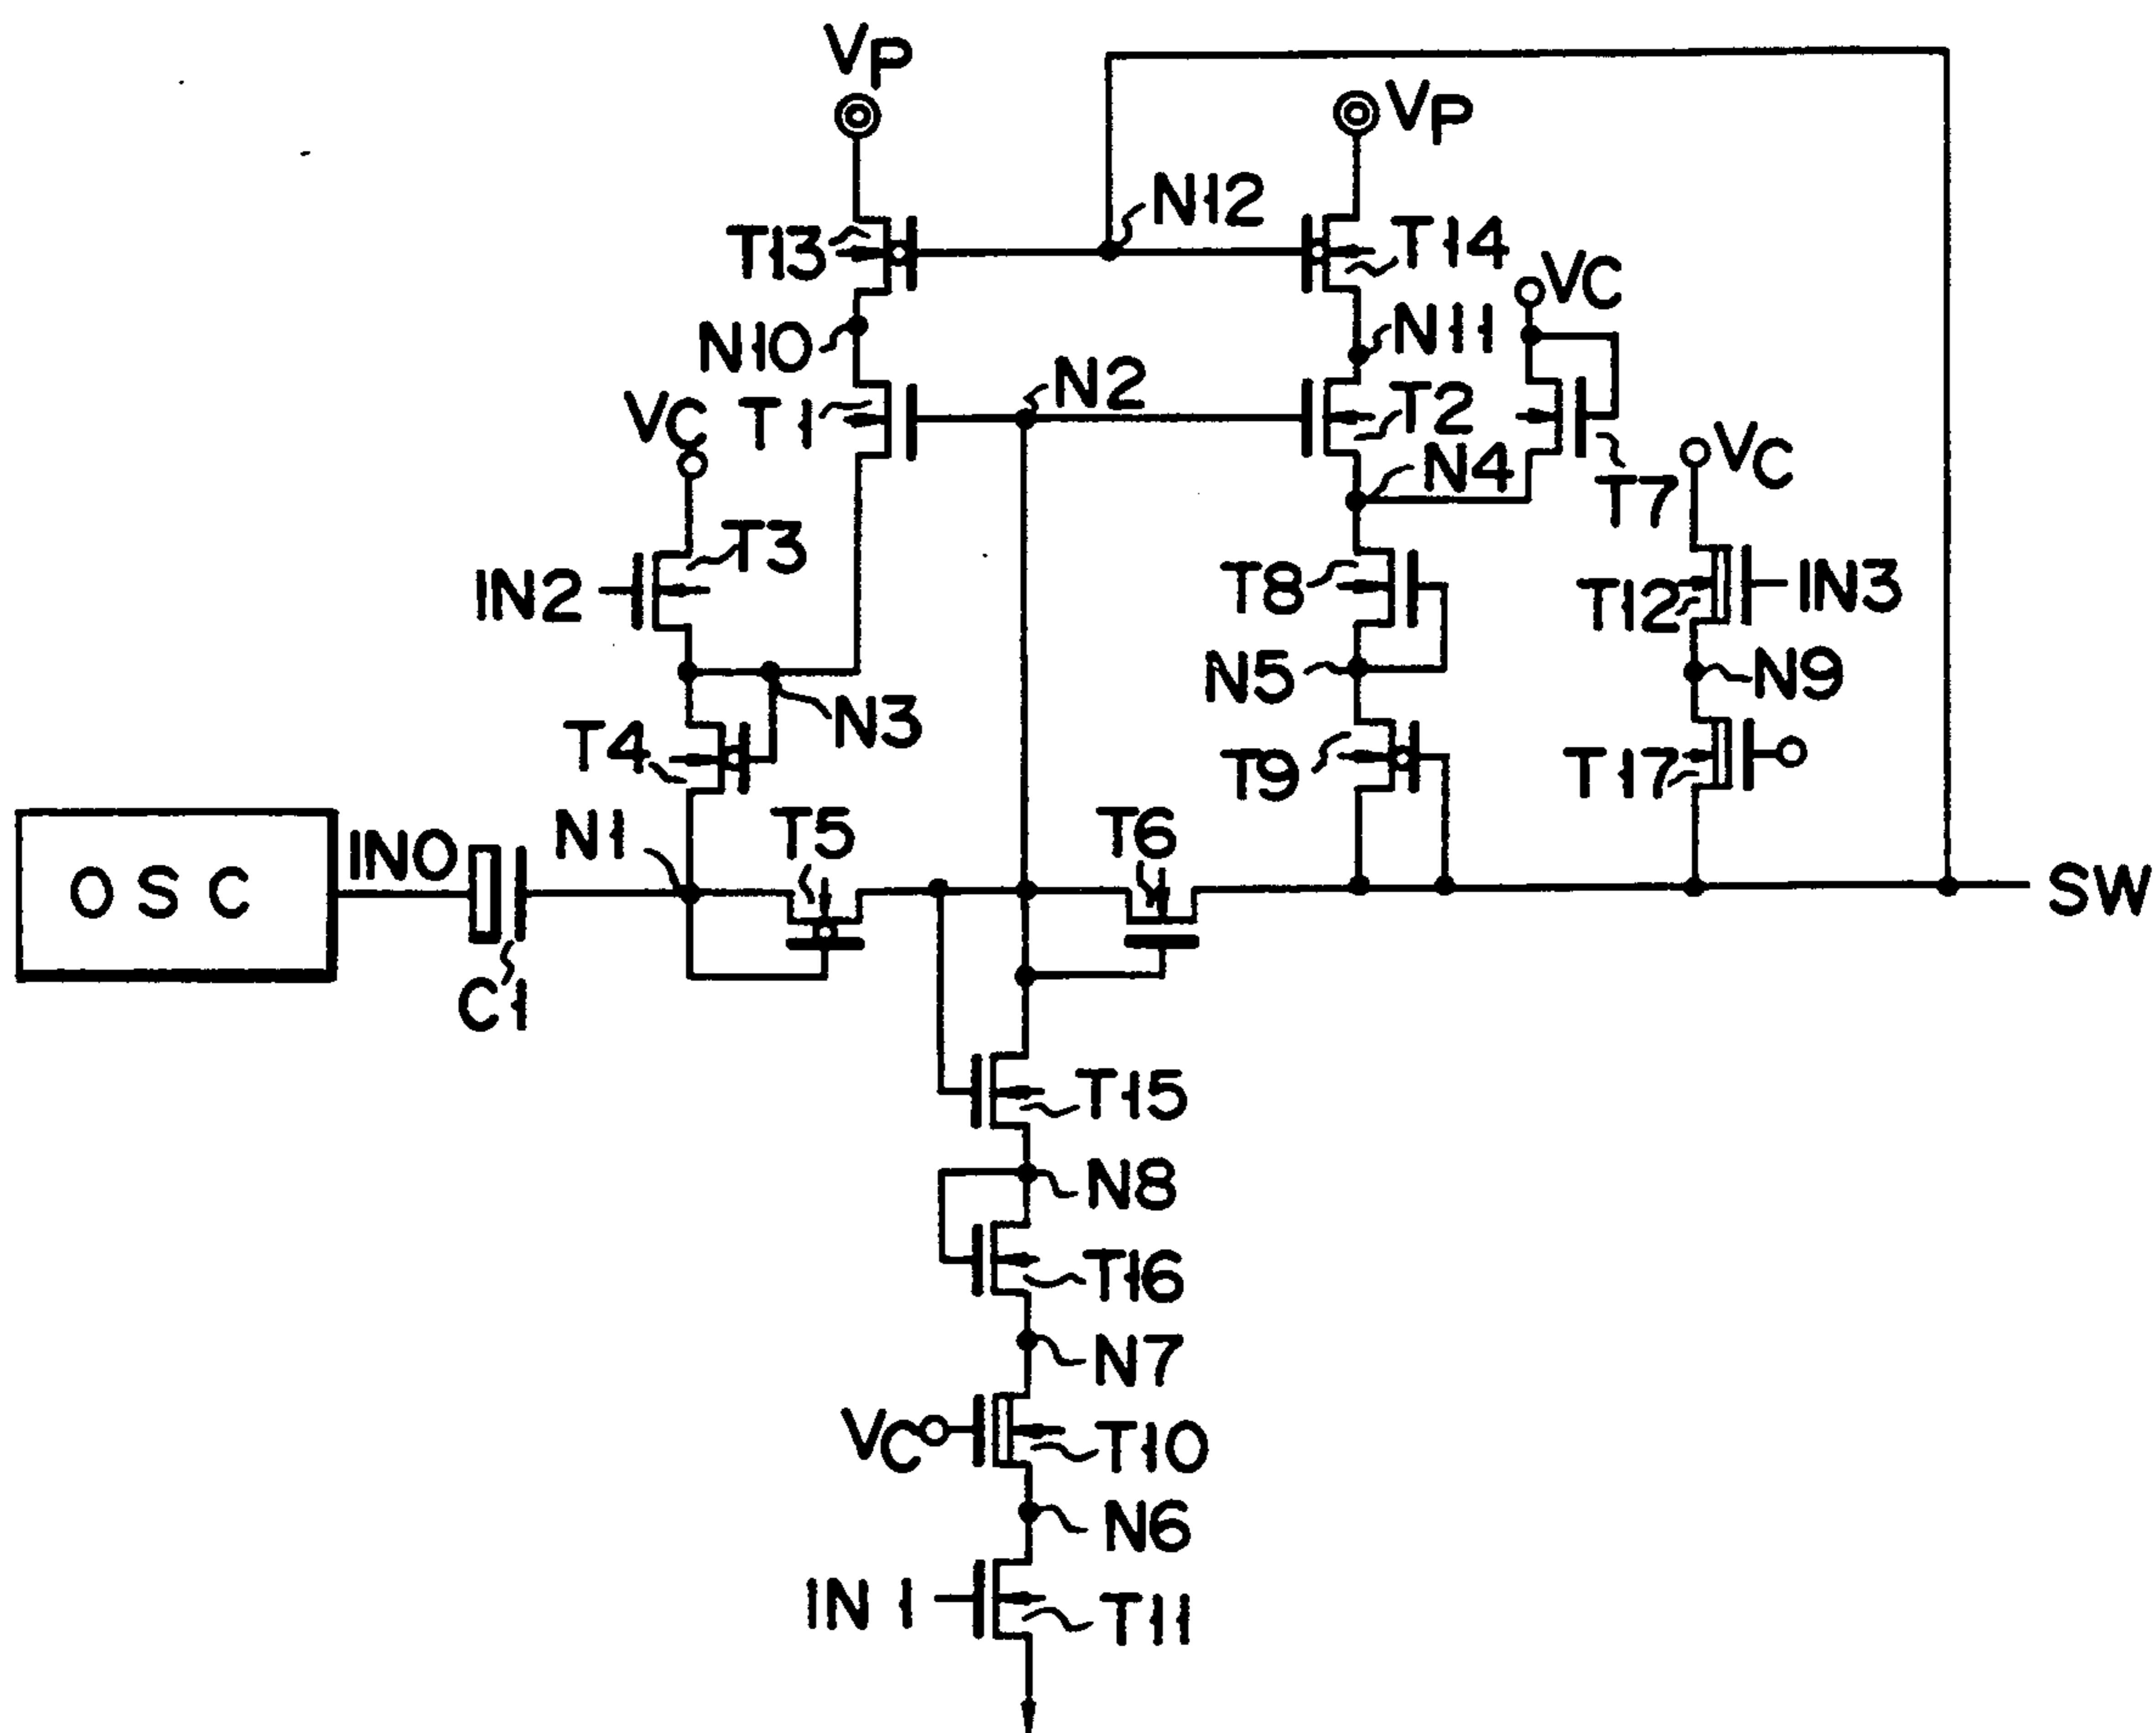 VP
VP
N12
T13
T14
VC
N10
N11
N2
VC
T1
T2
N4
VC
T7
T3
IN2
T8
T12
IN3
N5
N9
N3
T4
T9
T17
OSC
IN0
N1
T5
T6
SW
C1
T15
N8
T16
N7
VC
T10
N6
IN1
T11